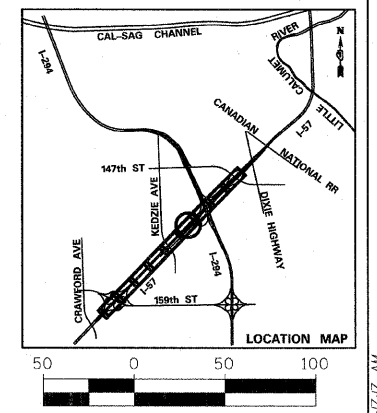 CAL-SAG CHANNEL
RIVER
N
I-294
CALUMET
LITTLE
CANADIAN
I-57
147th ST
NATIONAL RR
KEDZIE AVE
DIXIE HIGHWAY
CRAWFORD AVE
I-294
I-57
159th ST
LOCATION MAP
50 0 50 100